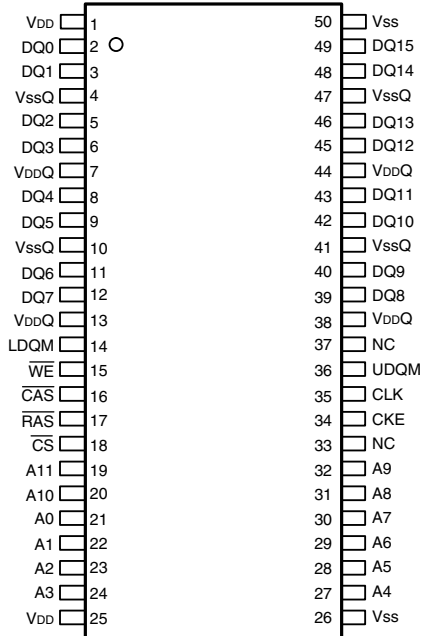 VDD 1 50 Vss
DQ0 2 49 DQ15
DQ1 3 48 DQ14
VssQ 4 47 VssQ
DQ2 5 46 DQ13
DQ3 6 45 DQ12
VDDQ 7 44 VDDQ
DQ4 8 43 DQ11
DQ5 9 42 DQ10
VssQ 10 41 VssQ
DQ6 11 40 DQ9
DQ7 12 39 DQ8
VDDQ 13 38 VDDQ
LDQM 14 37 NC
WE 15 36 UDQM
CAS 16 35 CLK
RAS 17 34 CKE
CS 18 33 NC
A11 19 32 A9
A10 20 31 A8
A0 21 30 A7
A1 22 29 A6
A2 23 28 A5
A3 24 27 A4
VDD 25 26 Vss